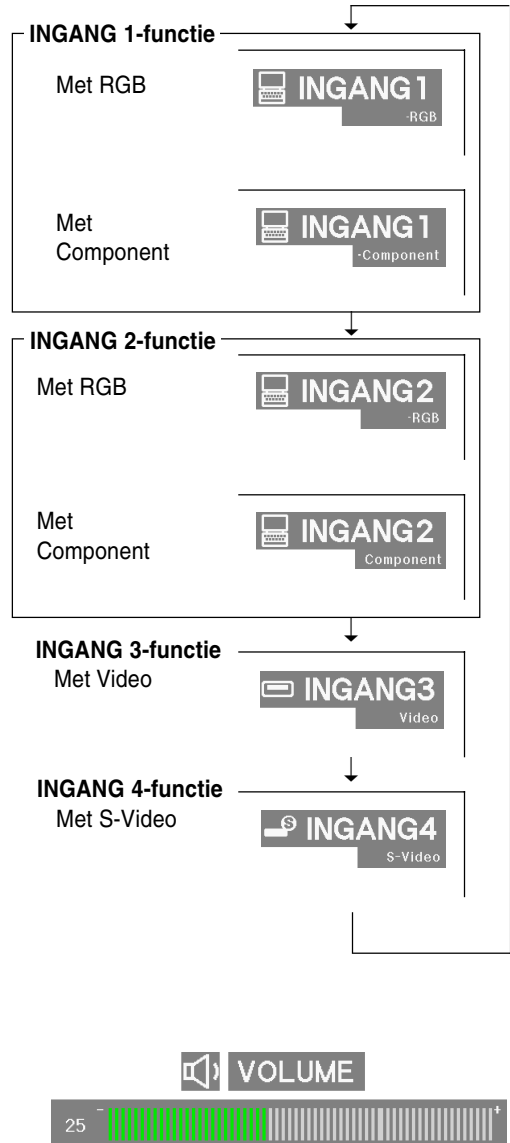 INGANG 1-functie
Met RGB
INGANG1
-RGB
Met
Component
INGANG1
-Component
INGANG 2-functie
Met RGB
INGANG2
-RGB
Met
Component
INGANG2
Component
INGANG 3-functie
Met Video
INGANG3
Video
INGANG 4-functie
Met S-Video
S INGANG4
S-Video
VOLUME
25 - +